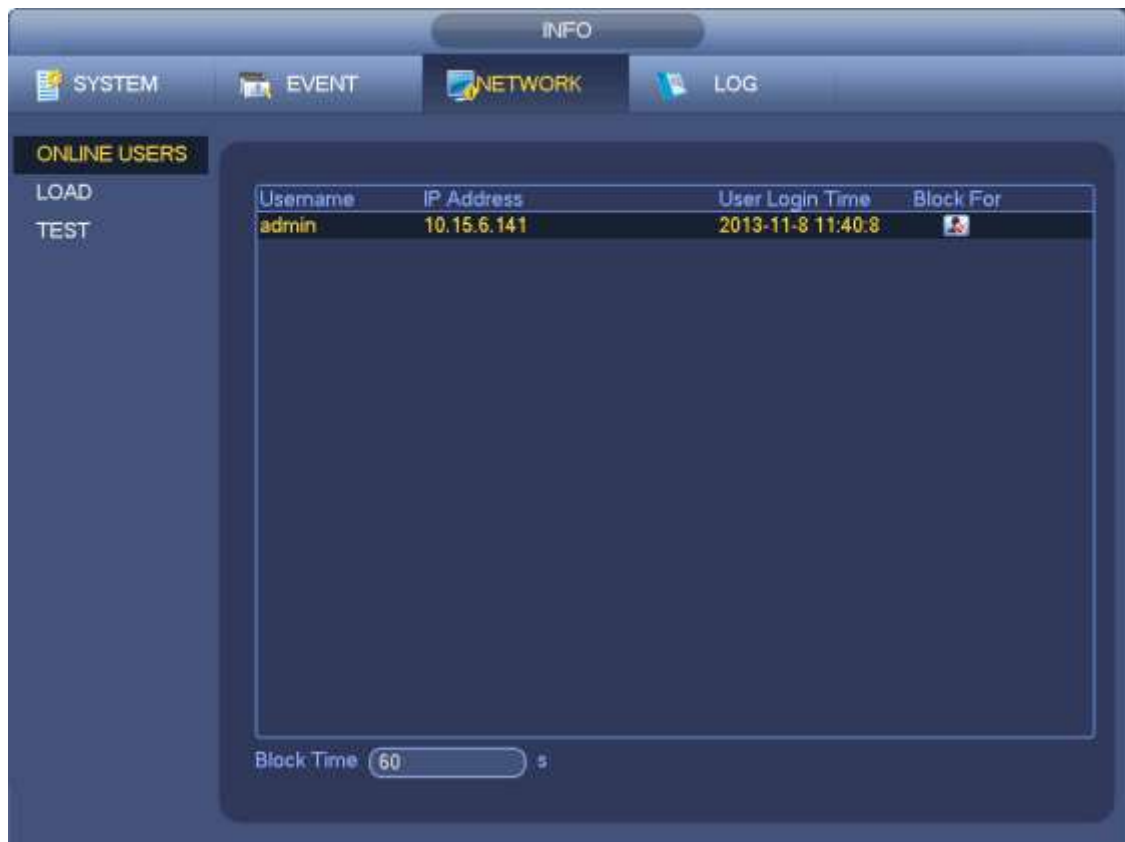 INFO
SYSTEM EVENT NETWORK LOG
ONLINE USERS
LOAD
TEST
Username IP Address User Login Time Block For
admin 10.15.6.141 2013-11-8 11:40:8
Block Time 60 s